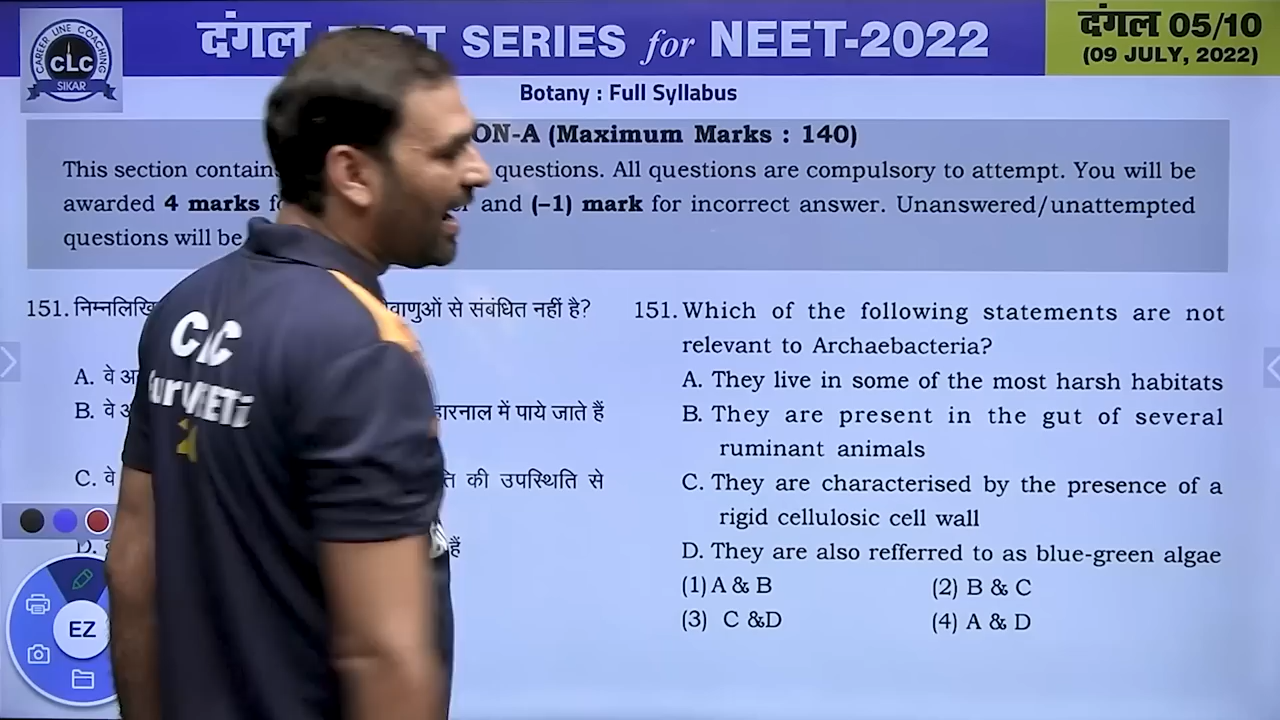 दंगल TEST SERIES for NEET-2022
दंगल 05/10
(09 JULY, 2022)
CAREER LINE COACHING
CLC
SIKAR
Botany : Full Syllabus
ON-A (Maximum Marks : 140)
This section contains questions. All questions are compulsory to attempt. You will be
awarded 4 marks and (–1) mark for incorrect answer. Unanswered/unattempted
questions will be
151. संबंधित नहीं है?
A. वे
B. वे में पाये जाते हैं
C. वे की उपस्थिति से
D. हैं
151. Which of the following statements are not
relevant to Archaebacteria?
A. They live in some of the most harsh habitats
B. They are present in the gut of several
ruminant animals
C. They are characterised by the presence of a
rigid cellulosic cell wall
D. They are also refferred to as blue-green algae
(1) A & B (2) B & C
(3) C &D (4) A & D
CLC
EZ